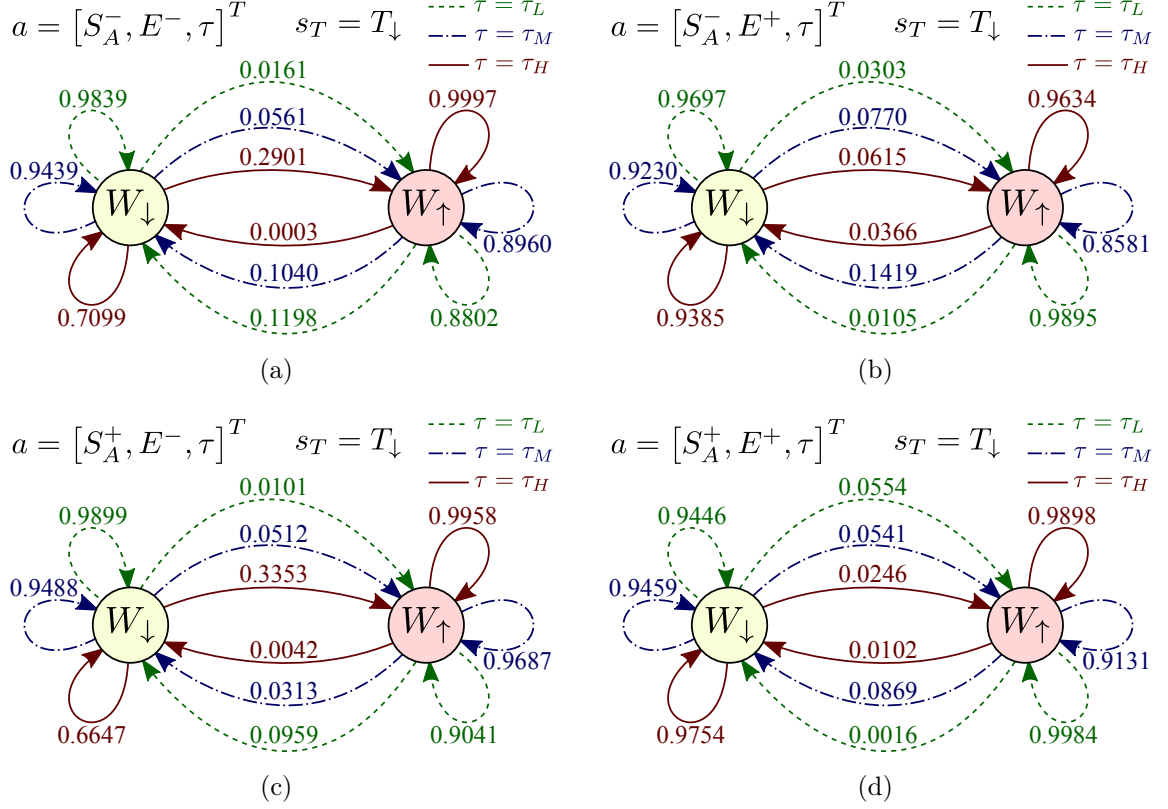 a = [S_A^-, E^-, τ]^T s_T = T_↓
τ = τ_L
τ = τ_M
τ = τ_H
0.0161
0.9839
0.0561
0.9997
0.9439
0.2901
W_↓
W_↑
0.0003
0.8960
0.1040
0.7099
0.1198
0.8802
(a)
a = [S_A^-, E^+, τ]^T s_T = T_↓
τ = τ_L
τ = τ_M
τ = τ_H
0.0303
0.9697
0.0770
0.9634
0.9230
0.0615
W_↓
W_↑
0.0366
0.8581
0.1419
0.9385
0.0105
0.9895
(b)
a = [S_A^+, E^-, τ]^T s_T = T_↓
τ = τ_L
τ = τ_M
τ = τ_H
0.0101
0.9899
0.0512
0.9958
0.9488
0.3353
W_↓
W_↑
0.0042
0.9687
0.0313
0.6647
0.0959
0.9041
(c)
a = [S_A^+, E^+, τ]^T s_T = T_↓
τ = τ_L
τ = τ_M
τ = τ_H
0.0554
0.9446
0.0541
0.9898
0.9459
0.0246
W_↓
W_↑
0.0102
0.9131
0.0869
0.9754
0.0016
0.9984
(d)